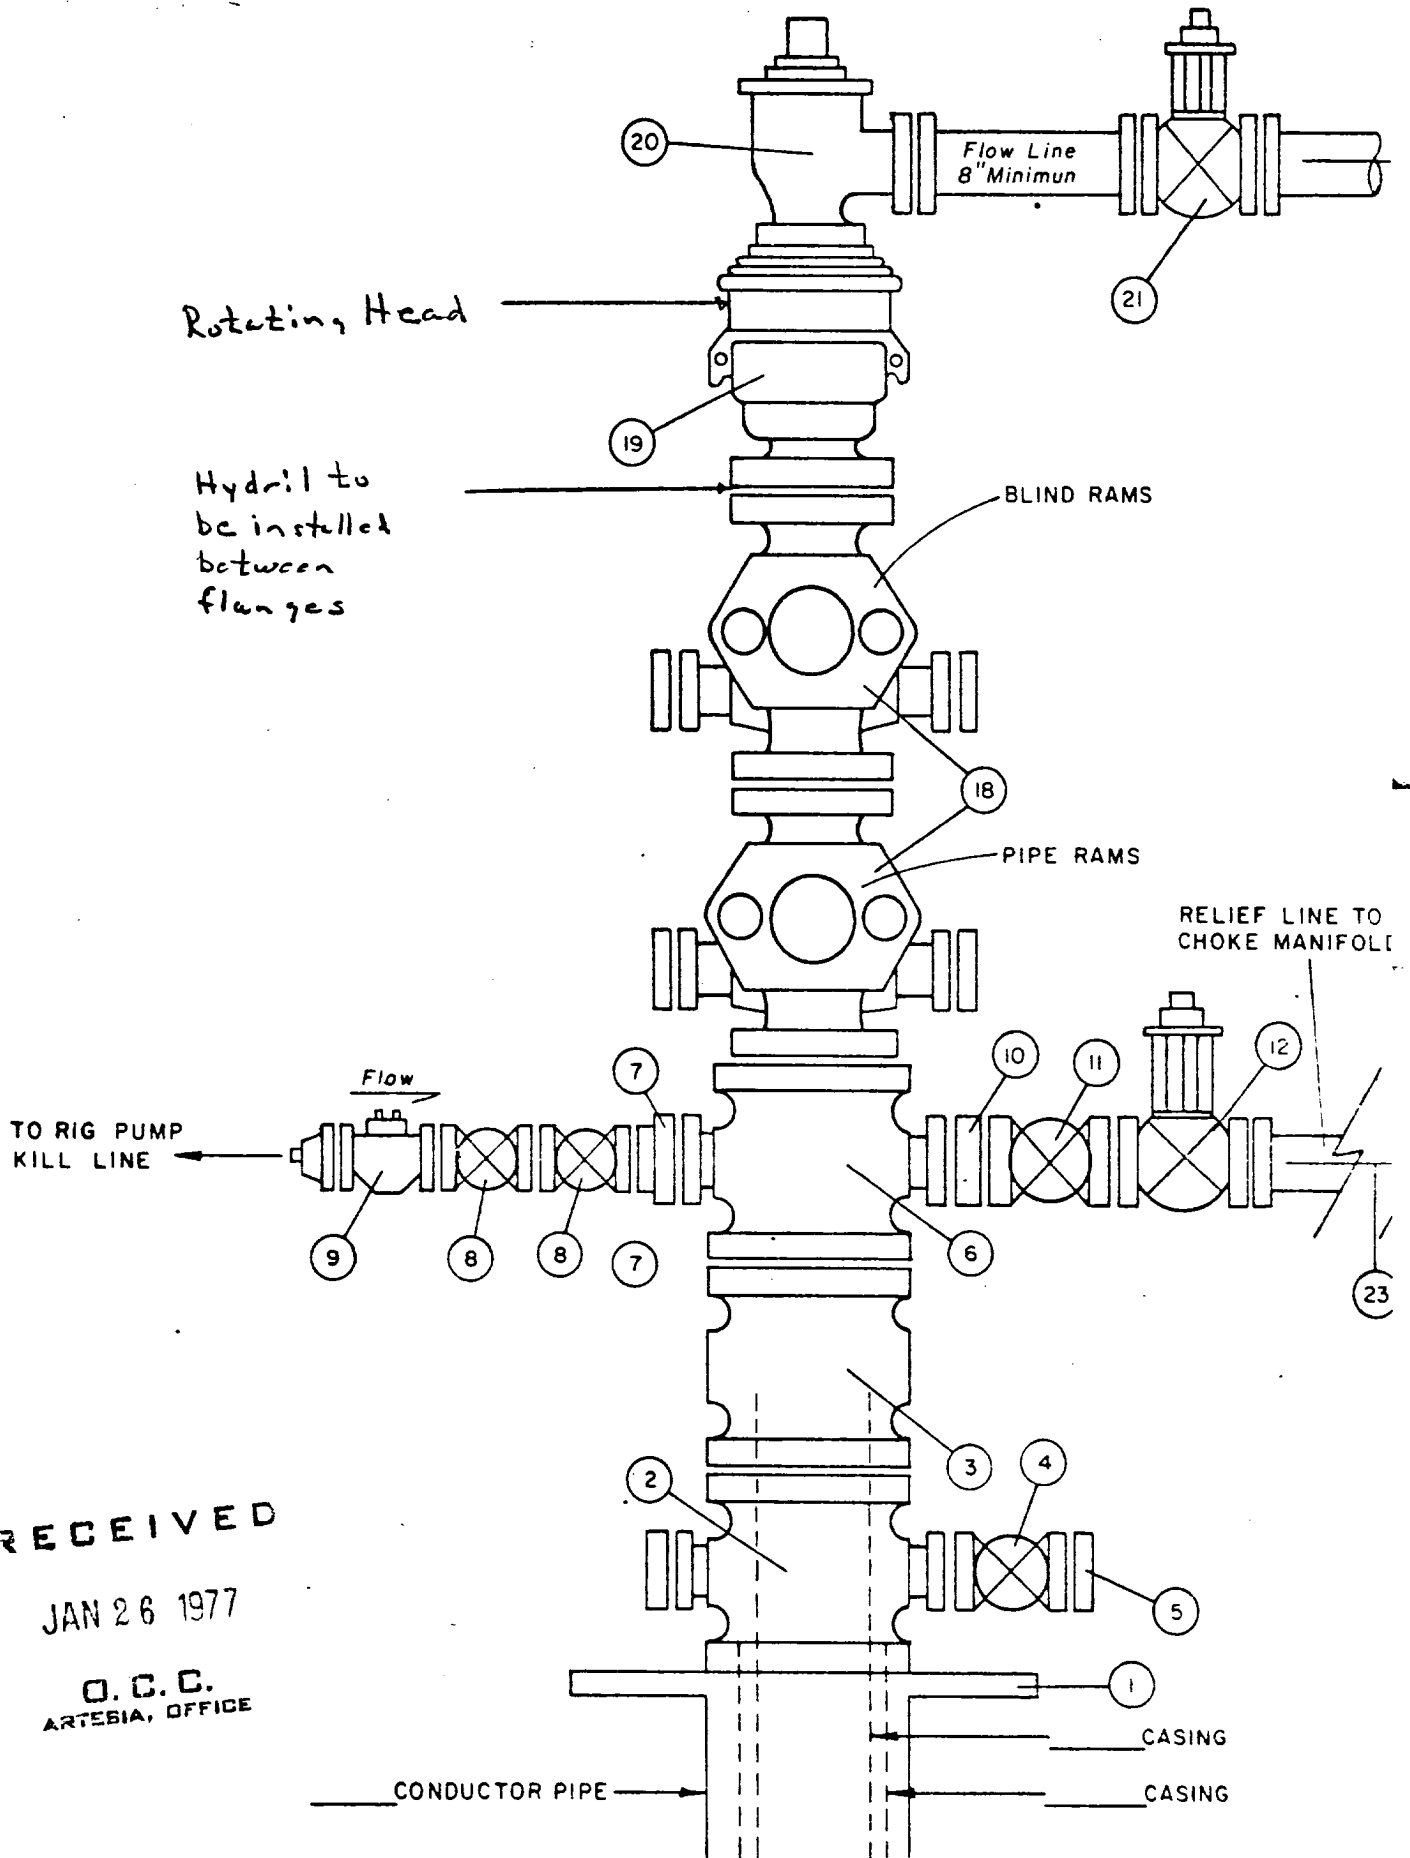 20
Flow Line
8" Minimun
21
Rotating Head
19
Hydril to
be installed
between
flanges
BLIND RAMS
18
PIPE RAMS
RELIEF LINE TO
CHOKE MANIFOLD
Flow
7
10
11
12
TO RIG PUMP
KILL LINE
9
8
8
7
6
23
3
4
2
RECEIVED
JAN 26 1977
O.C.C.
ARTESIA, OFFICE
5
1
CASING
CONDUCTOR PIPE
CASING